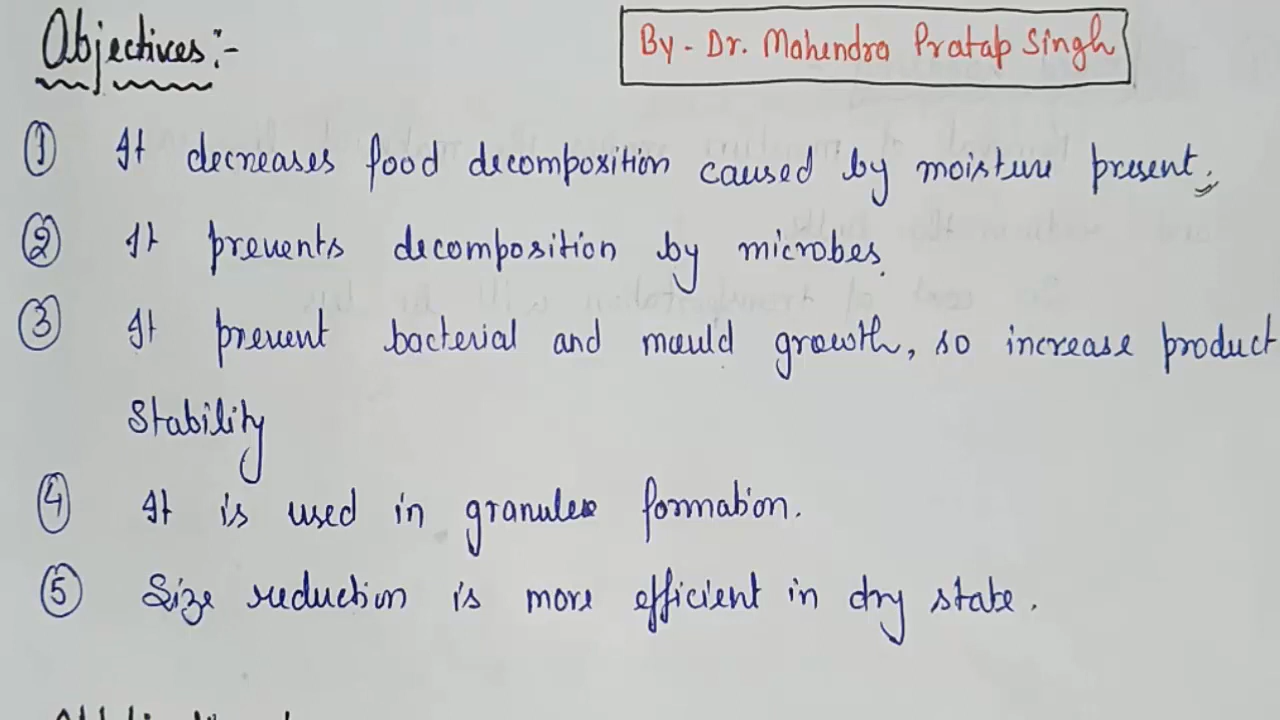 Objectives:-
By - Dr. Mahendra Pratap Singh
① It decreases food decomposition caused by moisture present.
② It prevents decomposition by microbes.
③ It prevent bacterial and mould growth, so increase product
Stability
④ It is used in granules formation.
⑤ Size reduction is more efficient in dry state.